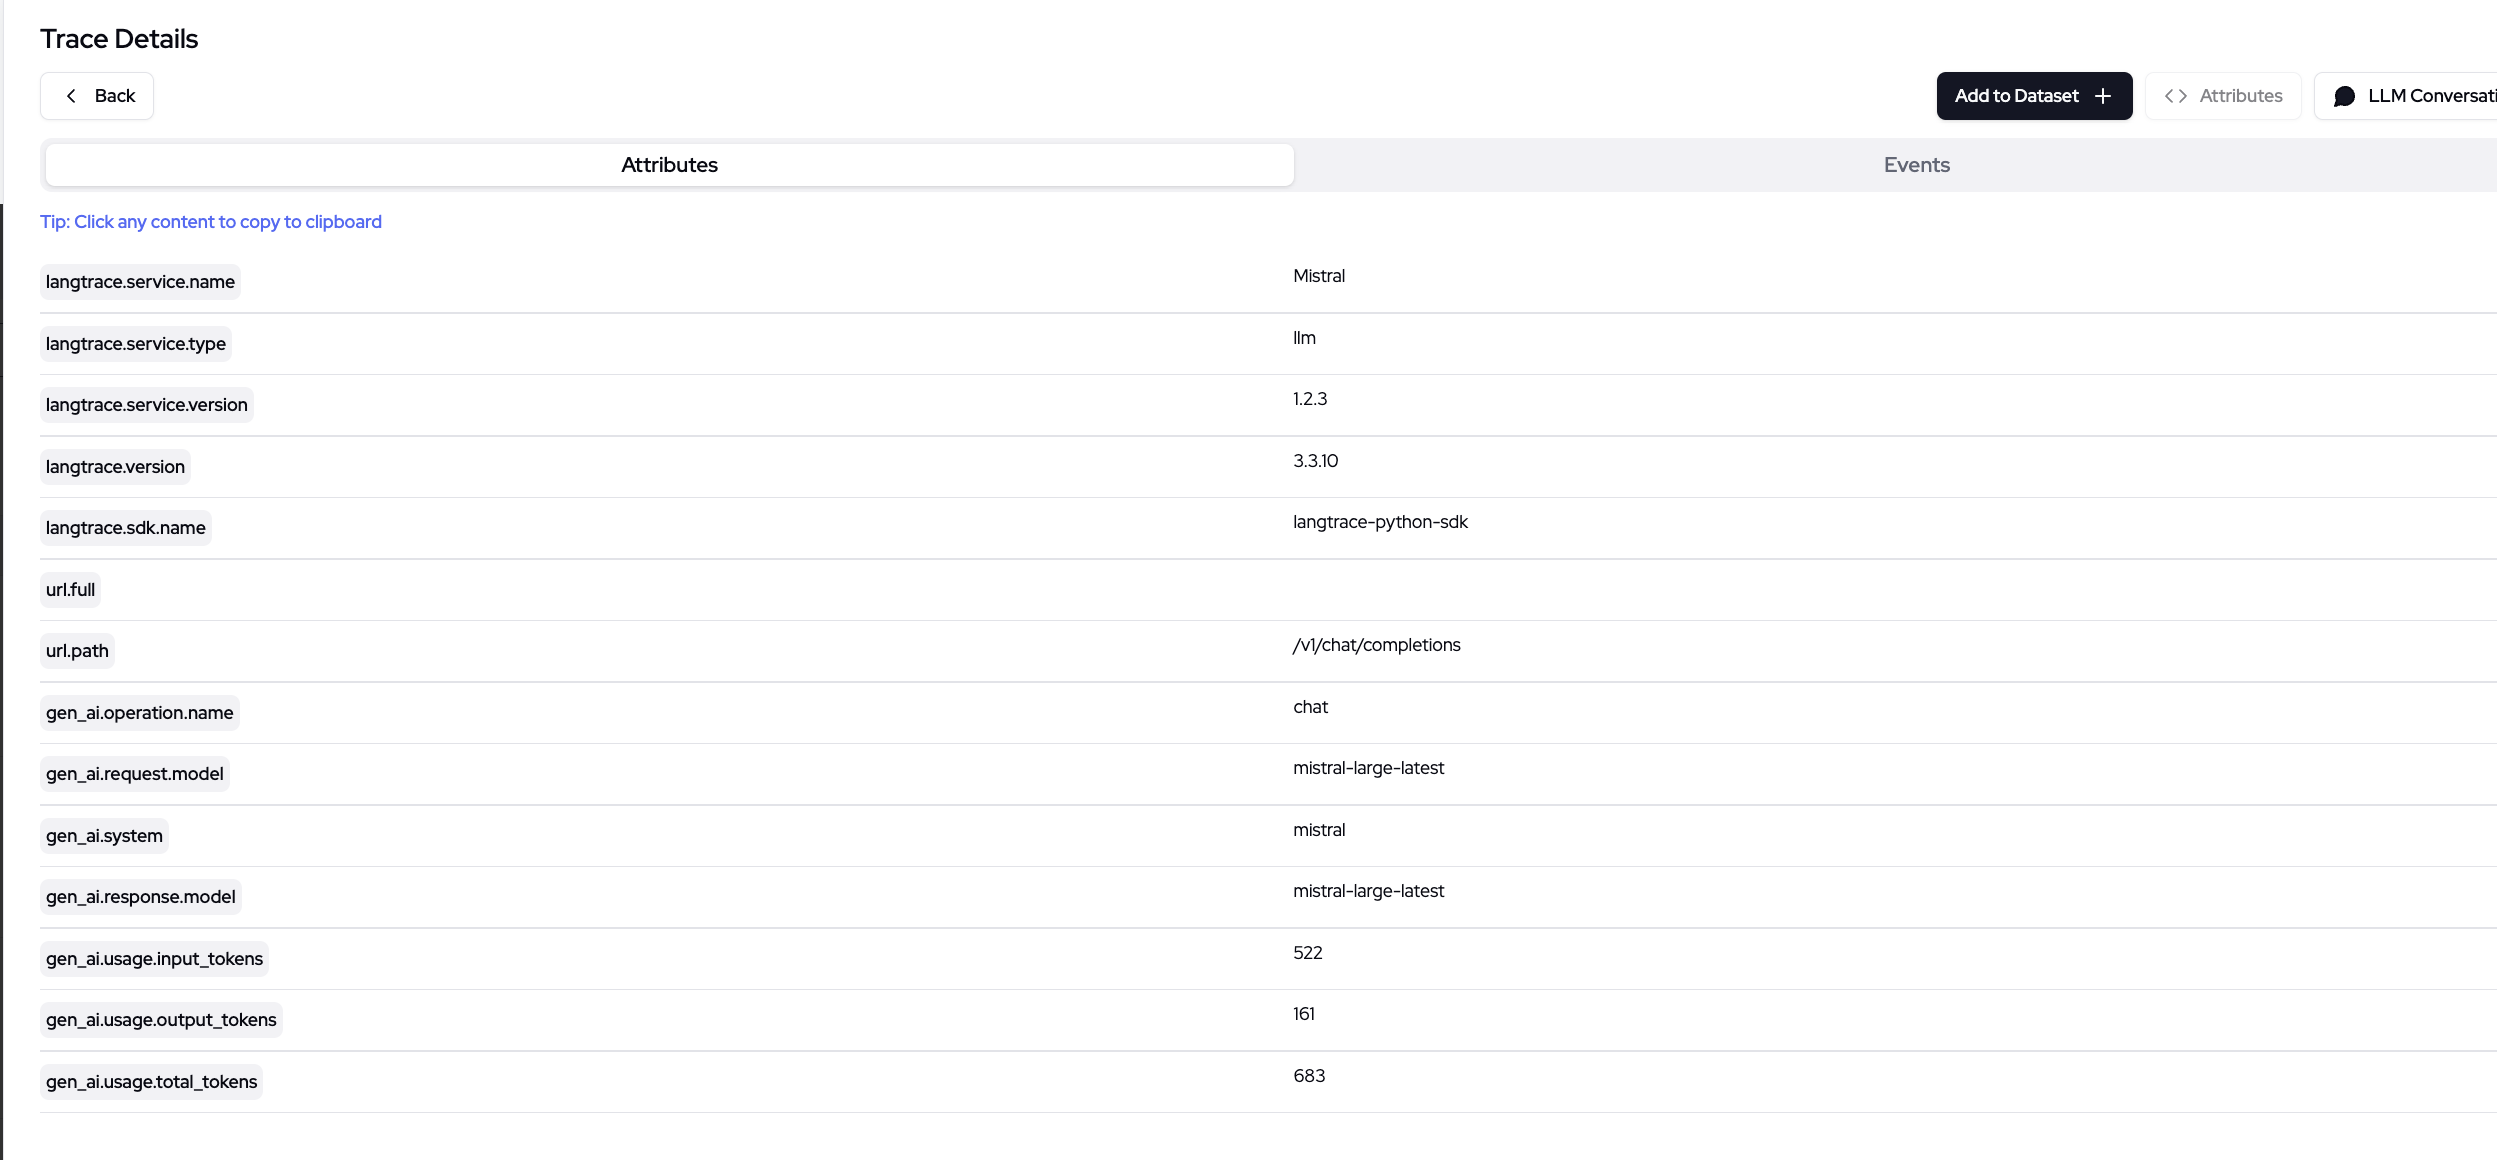 Trace Details
Back
Add to Dataset
Attributes
LLM Conversati
Attributes
Events
Tip: Click any content to copy to clipboard
langtrace.service.name Mistral
langtrace.service.type llm
langtrace.service.version 1.2.3
langtrace.version 3.3.10
langtrace.sdk.name langtrace-python-sdk
url.full
url.path /v1/chat/completions
gen_ai.operation.name chat
gen_ai.request.model mistral-large-latest
gen_ai.system mistral
gen_ai.response.model mistral-large-latest
gen_ai.usage.input_tokens 522
gen_ai.usage.output_tokens 161
gen_ai.usage.total_tokens 683